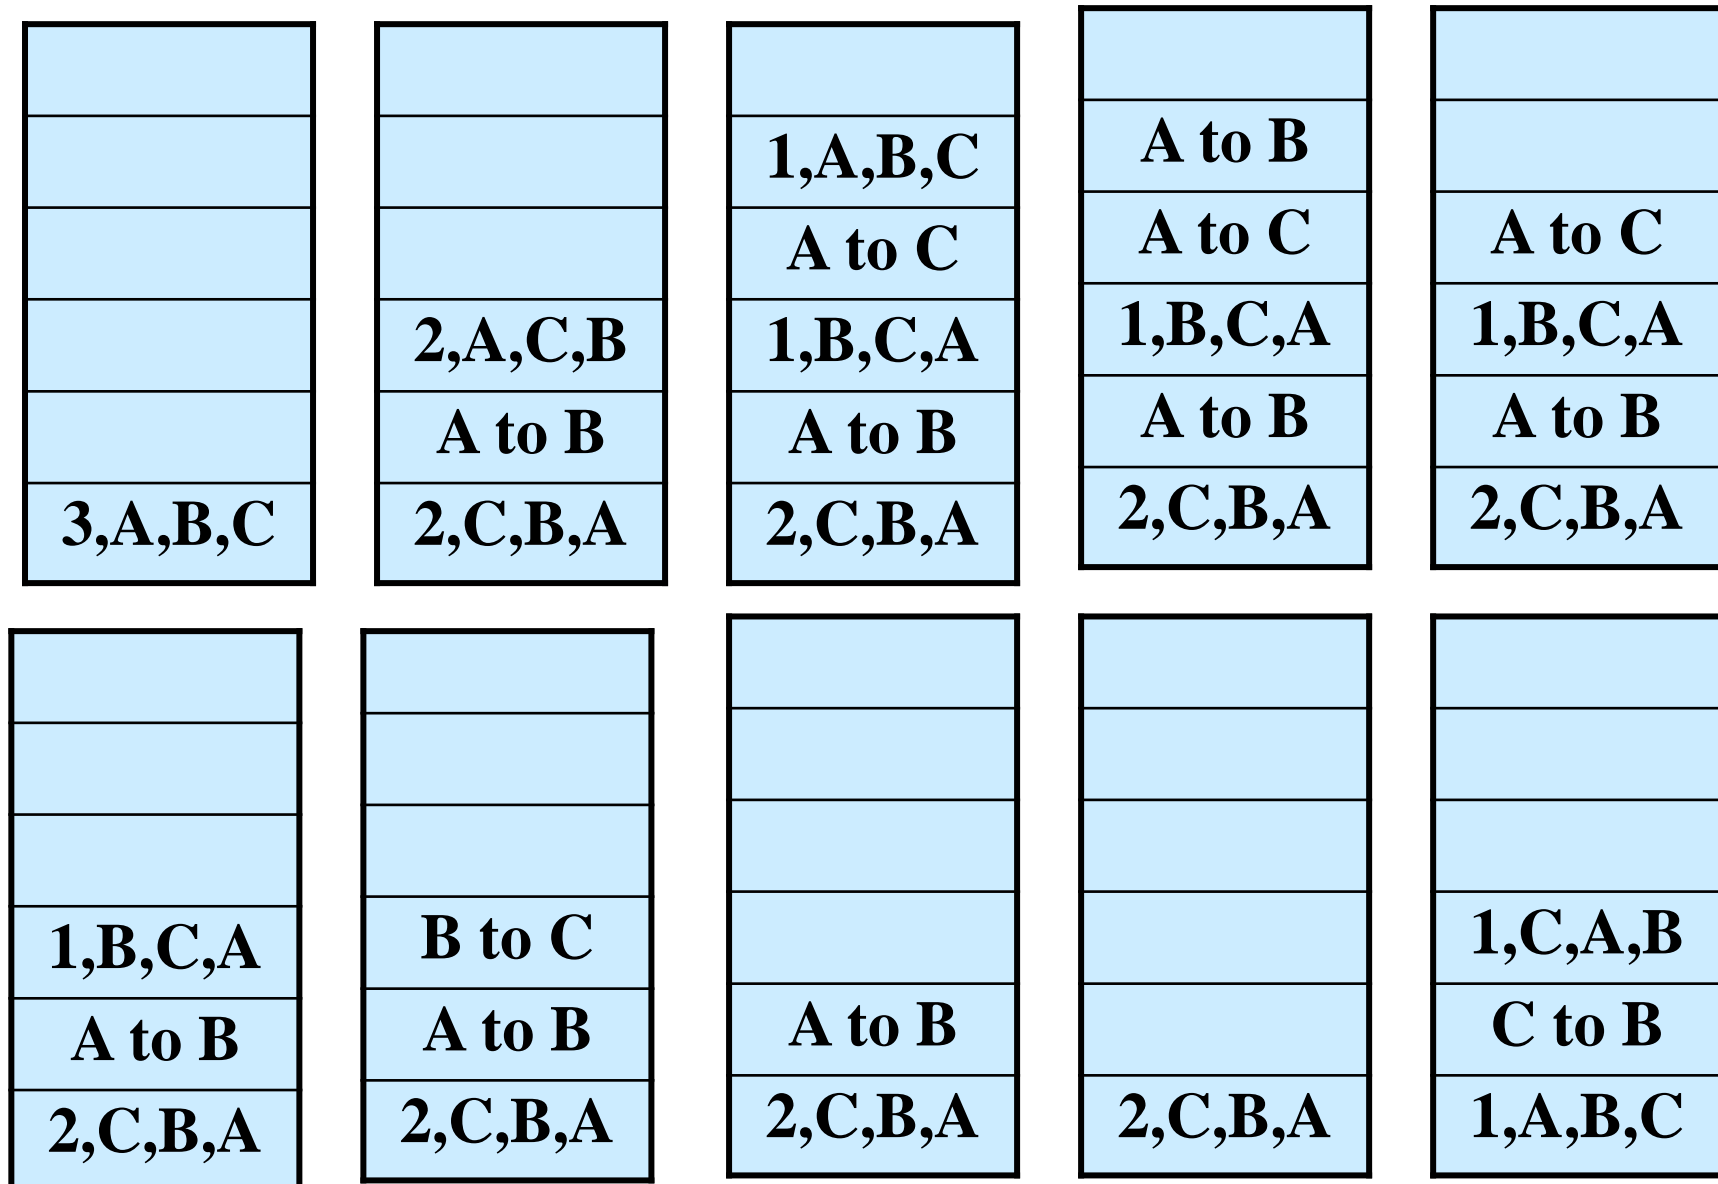 3,A,B,C
2,A,C,B
A to B
2,C,B,A
1,A,B,C
A to C
1,B,C,A
A to B
2,C,B,A
A to B
A to C
1,B,C,A
A to B
2,C,B,A
A to C
1,B,C,A
A to B
2,C,B,A
1,B,C,A
A to B
2,C,B,A
B to C
A to B
2,C,B,A
A to B
2,C,B,A
2,C,B,A
1,C,A,B
C to B
1,A,B,C